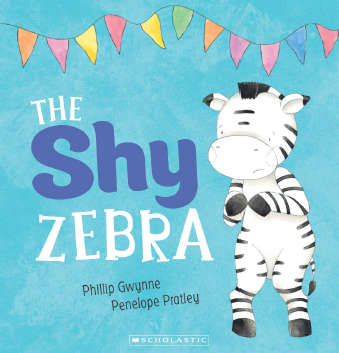 THE
Shy
ZEBRA
Phillip Gwynne
Penelope Pratley
SCHOLASTIC